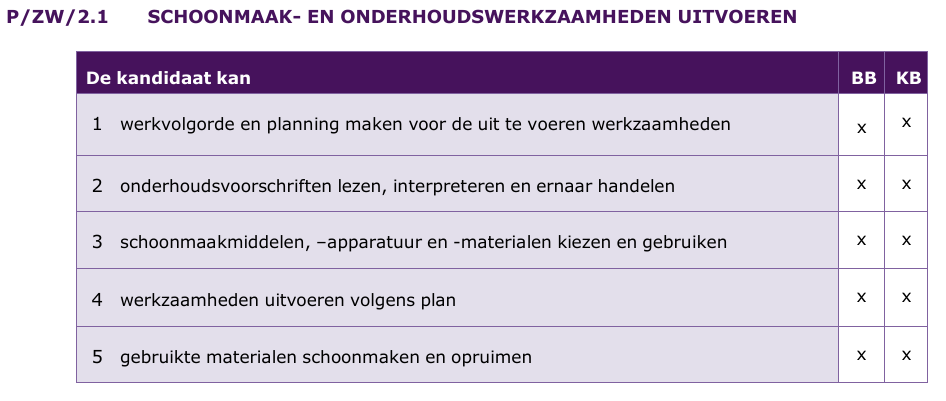 P/ZW/2.1 SCHOONMAAK- EN ONDERHOUDSWERKZAAMHEDEN UITVOEREN
De kandidaat kan BB KB
1 werkvolgorde en planning maken voor de uit te voeren werkzaamheden x x
2 onderhoudsvoorschriften lezen, interpreteren en ernaar handelen x x
3 schoonmaakmiddelen, –apparatuur en -materialen kiezen en gebruiken x x
4 werkzaamheden uitvoeren volgens plan x x
5 gebruikte materialen schoonmaken en opruimen x x